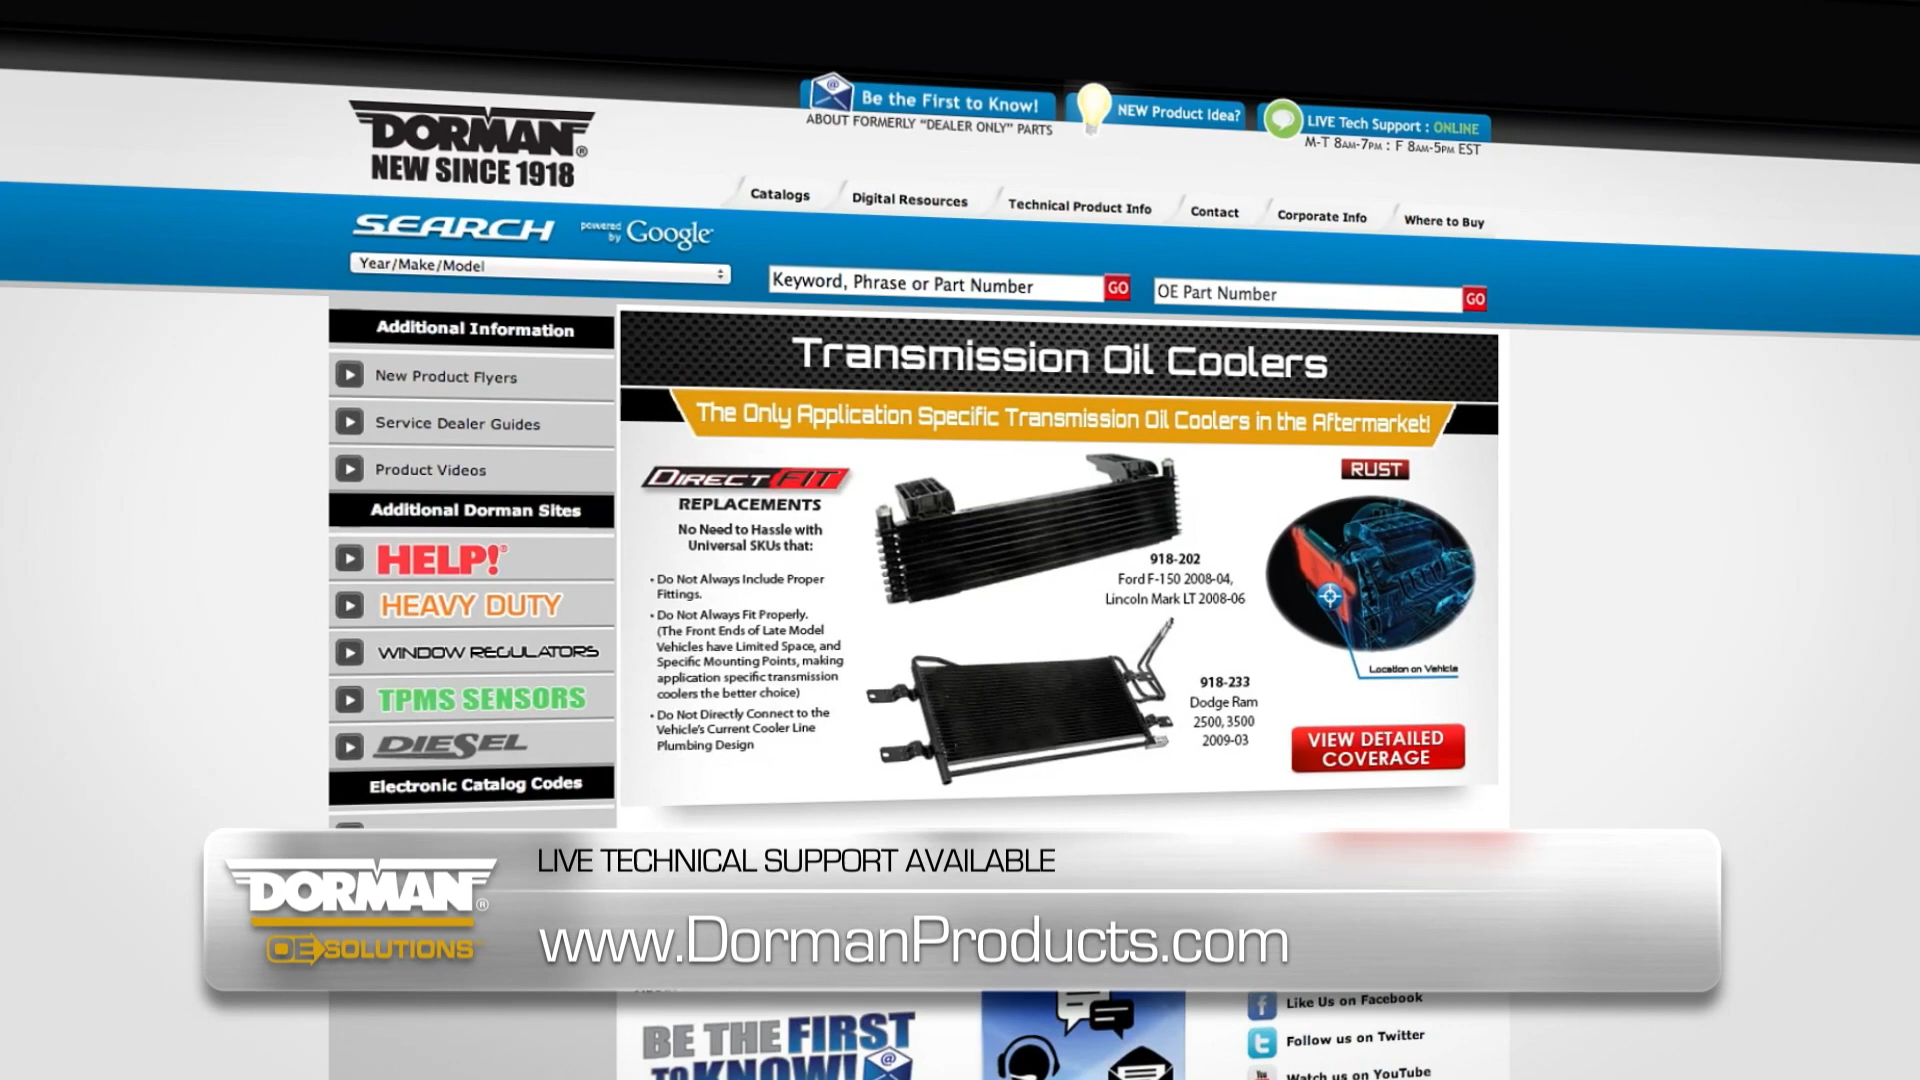 Be the First to Know!
ABOUT FORMERLY "DEALER ONLY" PARTS
NEW Product Idea?
LIVE Tech Support : ONLINE
M-T 8AM-7PM : F 8AM-5PM EST
DORMAN®
NEW SINCE 1918
Catalogs
Digital Resources
Technical Product Info
Contact
Corporate Info
Where to Buy
SEARCH
powered by Google™
Year/Make/Model
Keyword, Phrase or Part Number
GO
OE Part Number
GO
Additional Information
New Product Flyers
Service Dealer Guides
Product Videos
Additional Dorman Sites
HELP!®
HEAVY DUTY
WINDOW REGULATORS
TPMS SENSORS
DIESEL
Electronic Catalog Codes
Transmission Oil Coolers
The Only Application Specific Transmission Oil Coolers in the Aftermarket!
DIRECT FIT
REPLACEMENTS
No Need to Hassle with
Universal SKUs that:
• Do Not Always Include Proper
Fittings.
• Do Not Always Fit Properly.
(The Front Ends of Late Model
Vehicles have Limited Space, and
Specific Mounting Points, making
application specific transmission
coolers the better choice)
• Do Not Directly Connect to the
Vehicle's Current Cooler Line
Plumbing Design
918-202
Ford F-150 2008-04,
Lincoln Mark LT 2008-06
918-233
Dodge Ram
2500, 3500
2009-03
RUST
Location on Vehicle
VIEW DETAILED
COVERAGE
DORMAN®
OE SOLUTIONS™
LIVE TECHNICAL SUPPORT AVAILABLE
www.DormanProducts.com
BE THE FIRST
TO KNOW!
Like Us on Facebook
Follow us on Twitter
Watch us on YouTube